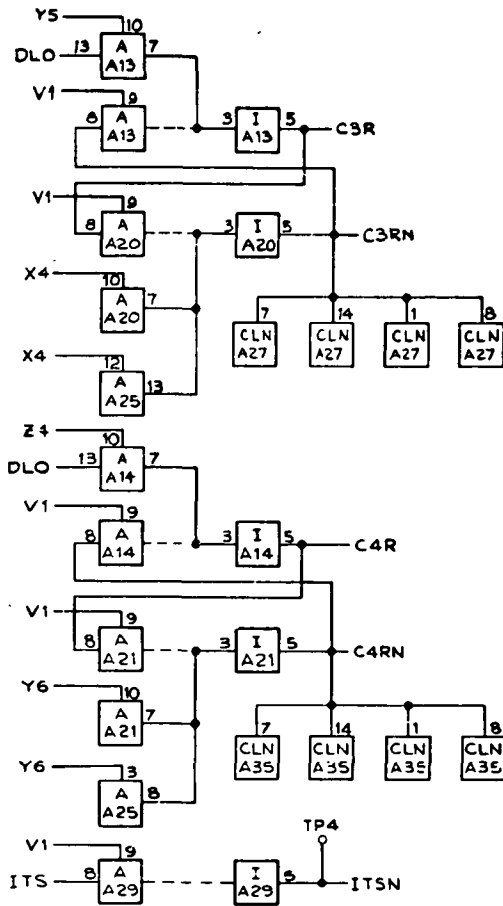 Y5
10
DLO 13 A 7
A13
V1
9
8 A 3 I 5 C3R
A13 A13
V1
9
8 A 3 I 5 C3RN
A20 A20
X4
10
A 7
A20
7 14 1 8
CLN CLN CLN CLN
A27 A27 A27 A27
X4
12
A
A25 13
10
DLO 13 A 7
A14
V1
9
8 A 3 I 5 C4R
A14 A14
V1
9
8 A 3 I 5 C4RN
A21 A21
Y6
10
A 7
A21
7 14 1 8
CLN CLN CLN CLN
A35 A35 A35 A35
Y6
3
A 8
A25
TP4
V1
9
ITS 8 A I 5 ITSN
A29 A29